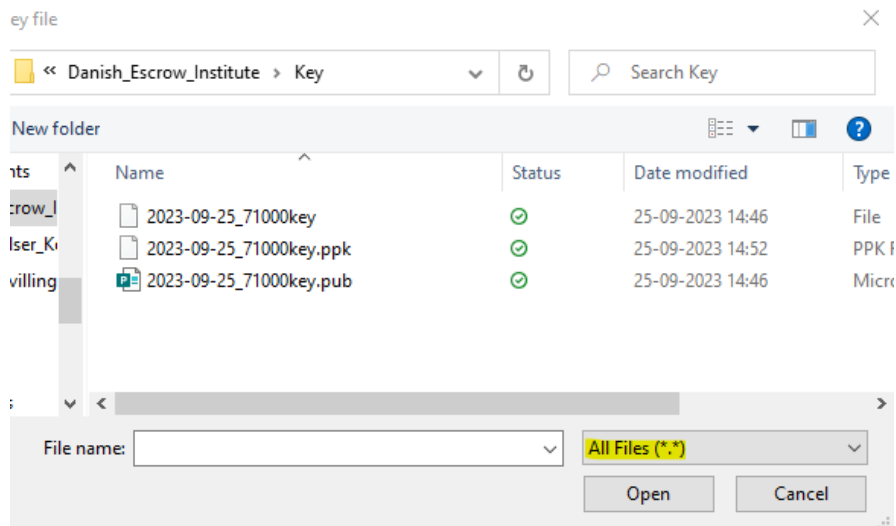 ey file
« Danish_Escrow_Institute > Key
Search Key
New folder
Name Status Date modified Type
2023-09-25_71000key 25-09-2023 14:46 File
2023-09-25_71000key.ppk 25-09-2023 14:52 PPK F
2023-09-25_71000key.pub 25-09-2023 14:46 Micro
nts
crow_I
villing
File name: All Files (*.*)
Open Cancel